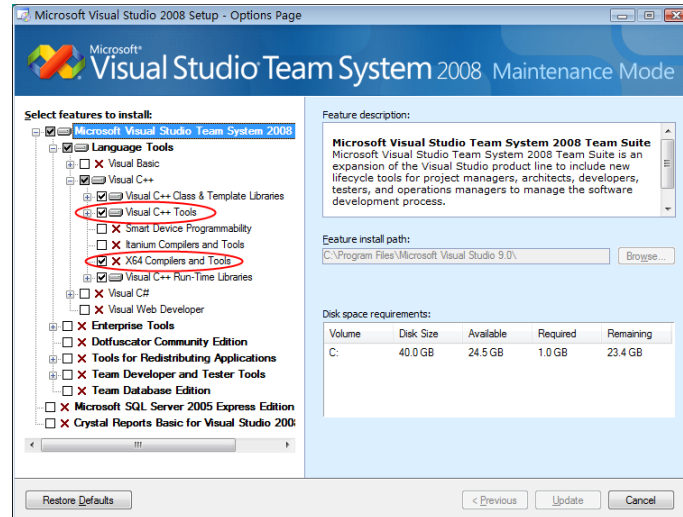 Microsoft Visual Studio 2008 Setup - Options Page
Microsoft®
Visual Studio Team System 2008 Maintenance Mode
Select features to install:
Microsoft Visual Studio Team System 2008
Language Tools
Visual Basic
Visual C++
Visual C++ Class & Template Libraries
Visual C++ Tools
Smart Device Programmability
Itanium Compilers and Tools
X64 Compilers and Tools
Visual C++ Run-Time Libraries
Visual C#
Visual Web Developer
Enterprise Tools
Dotfuscator Community Edition
Tools for Redistributing Applications
Team Developer and Tester Tools
Team Database Edition
Microsoft SQL Server 2005 Express Edition
Crystal Reports Basic for Visual Studio 200
Feature description:
Microsoft Visual Studio Team System 2008 Team Suite
Microsoft Visual Studio Team System 2008 Team Suite is an
expansion of the Visual Studio product line to include new
lifecycle tools for project managers, architects, developers,
testers, and operations managers to manage the software
development process.
Feature install path:
C:\Program Files\Microsoft Visual Studio 9.0\
Browse...
Disk space requirements:
Volume Disk Size Available Required Remaining
C: 40.0 GB 24.5 GB 1.0 GB 23.4 GB
Restore Defaults
< Previous
Update
Cancel